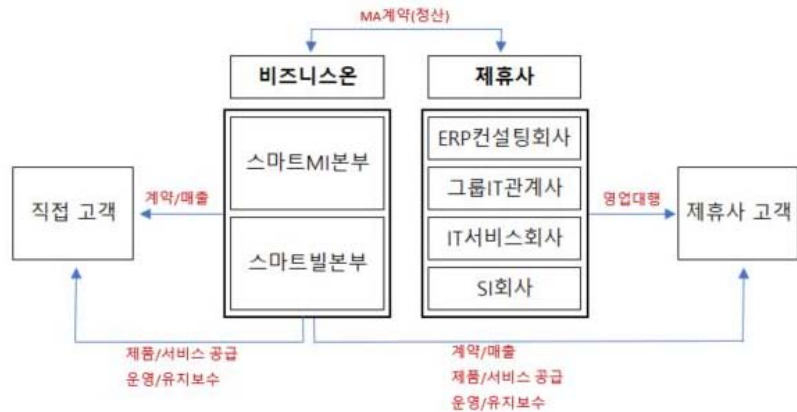 MA계약(정산)
비즈니스온
제휴사
스마트MI본부
스마트빌본부
ERP컨설팅회사
그룹IT관계사
IT서비스회사
SI회사
직접 고객
계약/매출
영업대행
제휴사 고객
제품/서비스 공급
운영/유지보수
계약/매출
제품/서비스 공급
운영/유지보수